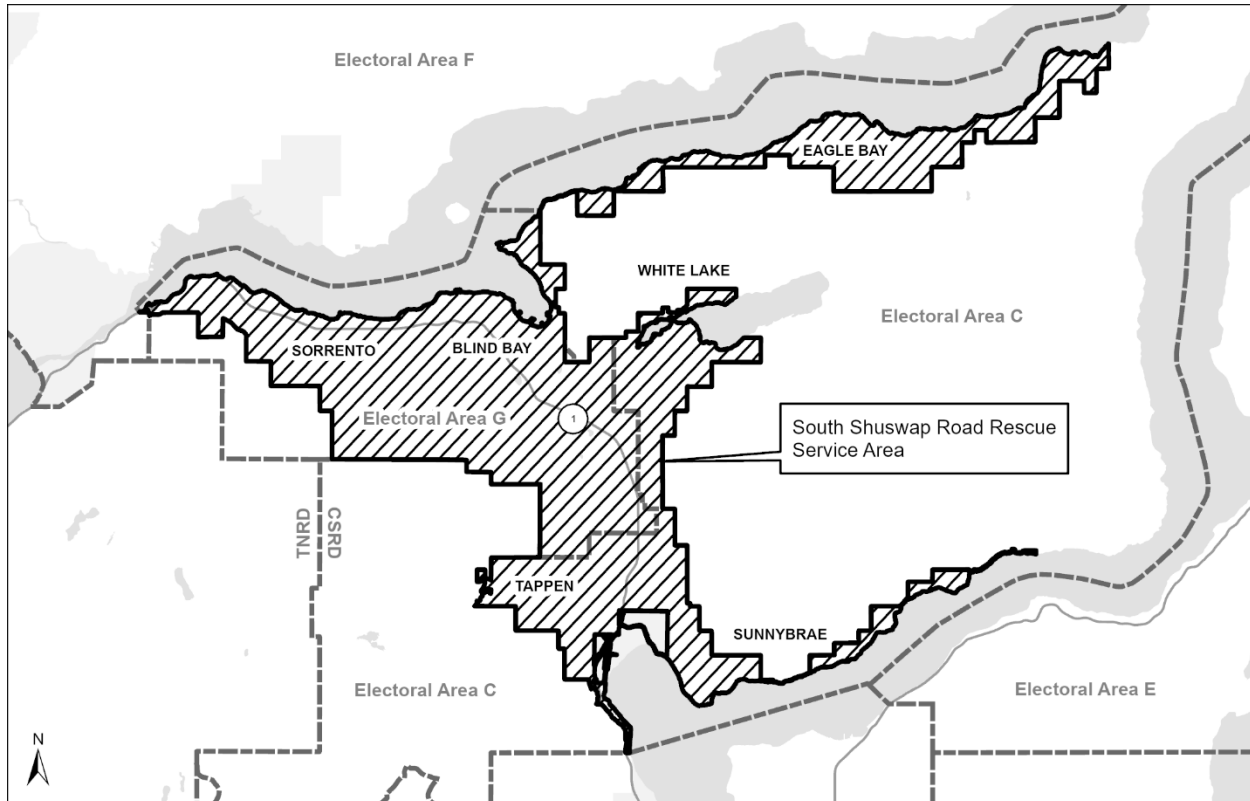 Electoral Area F
EAGLE BAY
WHITE LAKE
Electoral Area C
SORRENTO
BLIND BAY
Electoral Area G
1
South Shuswap Road Rescue
Service Area
TNRD
CSRD
TAPPEN
SUNNYBRAE
Electoral Area C
Electoral Area E
N